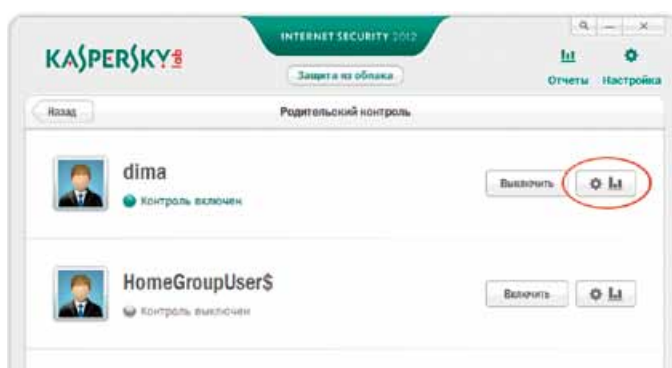 INTERNET SECURITY 2012
KASPERSKY lab
Защита из облака
Отчеты
Настройка
Назад
Родительский контроль
dima
Выключить
Контроль включен
HomeGroupUser$
Включить
Контроль выключен